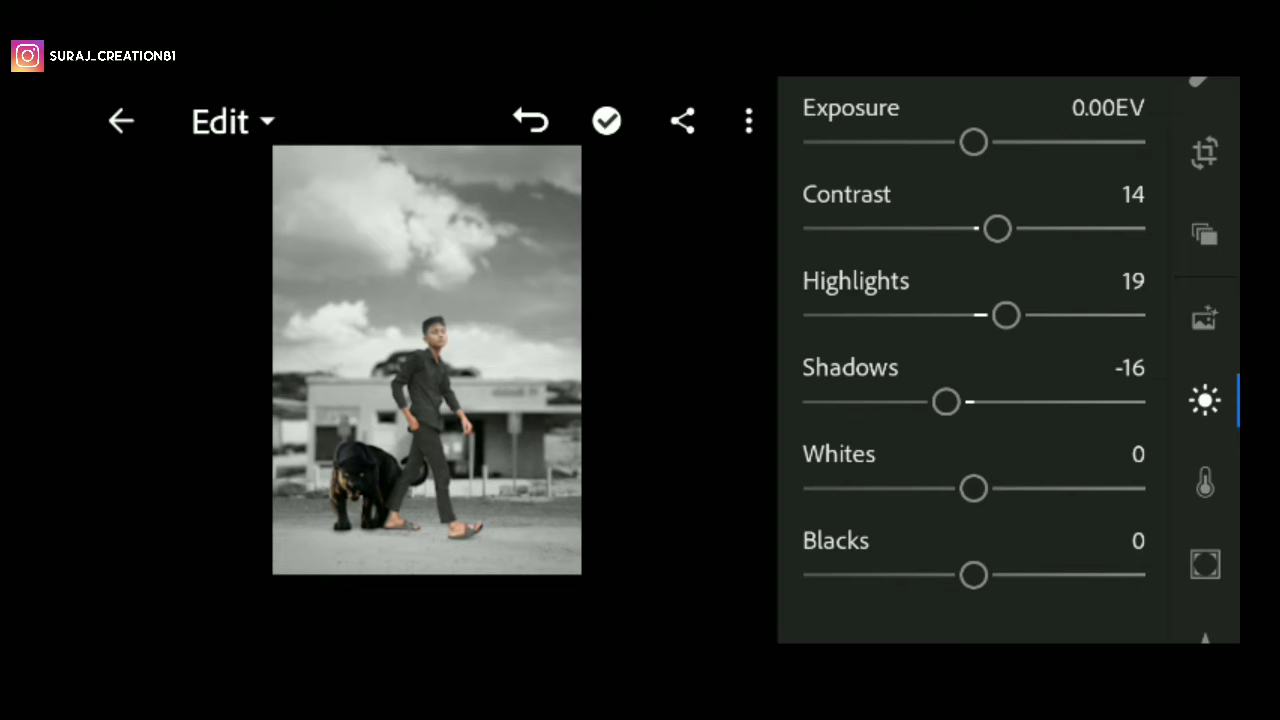 SURAJ_CREATION81
Edit
Exposure 0.00EV
Contrast 14
Highlights 19
Shadows -16
Whites 0
Blacks 0